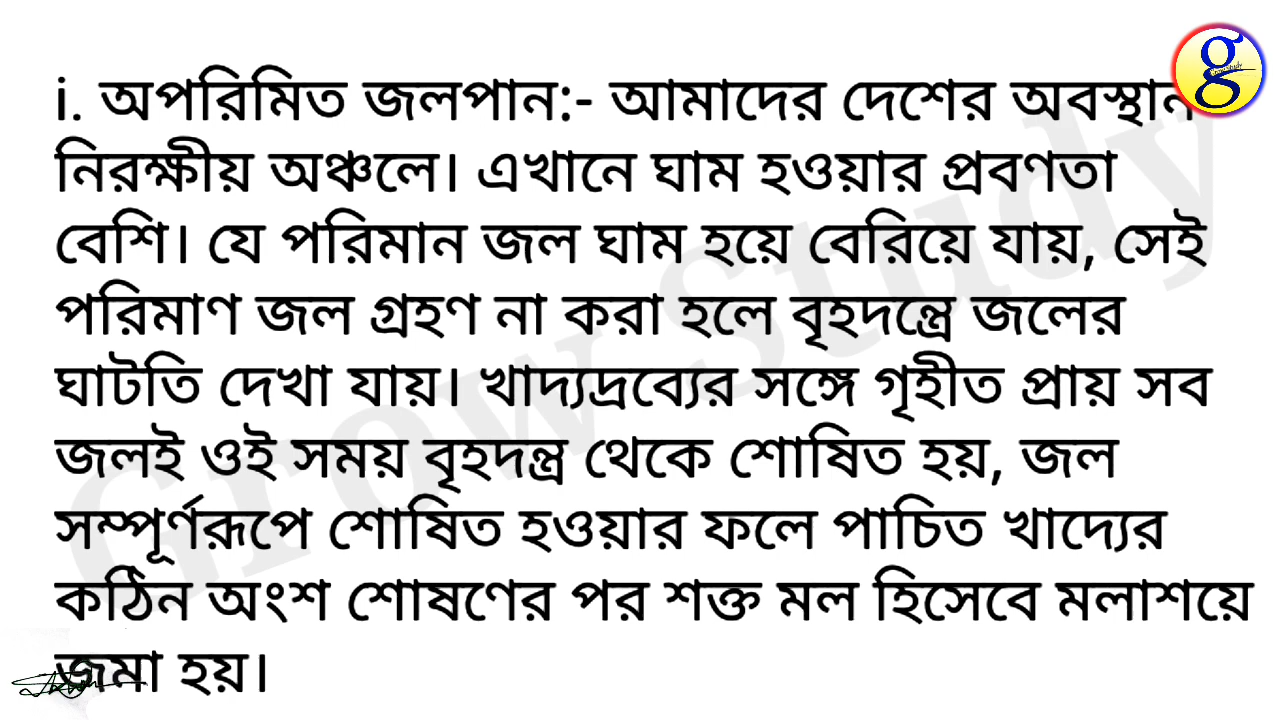 i. অপরিমিত জলপান:- আমাদের দেশের অবস্থান
নিরক্ষীয় অঞ্চলে। এখানে ঘাম হওয়ার প্রবণতা
বেশি। যে পরিমান জল ঘাম হয়ে বেরিয়ে যায়, সেই
পরিমাণ জল গ্রহণ না করা হলে বৃহদন্ত্রে জলের
ঘাটতি দেখা যায়। খাদ্যদ্রব্যের সঙ্গে গৃহীত প্রায় সব
জলই ওই সময় বৃহদন্ত্র থেকে শোষিত হয়, জল
সম্পূর্ণরূপে শোষিত হওয়ার ফলে পাচিত খাদ্যের
কঠিন অংশ শোষণের পর শক্ত মল হিসেবে মলাশয়ে
জমা হয়।
Grow Study
g